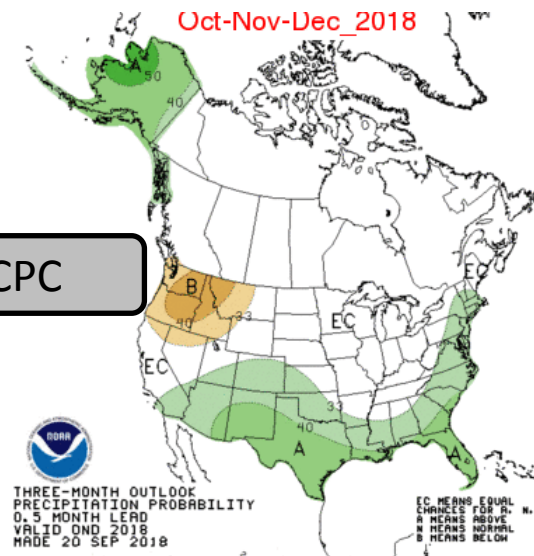 Oct-Nov-Dec_2018
A
50
40
CPC
B
40
33
EC
EC
EC
33
40
A
A
NOAA
THREE-MONTH OUTLOOK
PRECIPITATION PROBABILITY
0.5 MONTH LEAD
VALID OND 2018
MADE 20 SEP 2018
EC MEANS EQUAL
CHANCES FOR A, N,
A MEANS ABOVE
N MEANS NORMAL
B MEANS BELOW